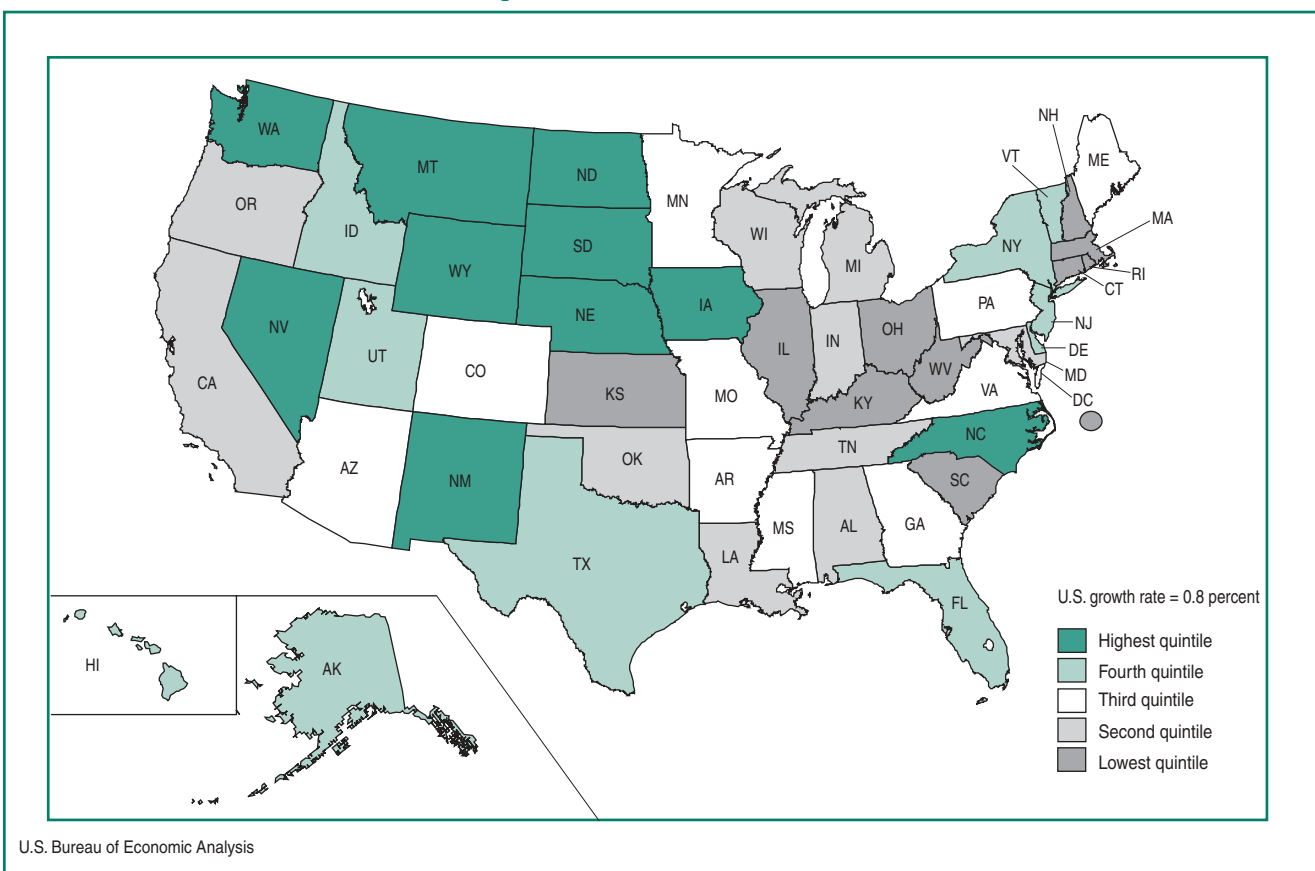 WA
MT
ND
MN
OR
ID
SD
WI
MI
NH
VT
ME
MA
NY
WY
RI
CT
IA
NE
PA
NV
OH
NJ
IL
IN
UT
DE
CA
CO
WV
MD
KS
MO
VA
KY
DC
NC
TN
AZ
OK
NM
AR
SC
MS
AL
GA
LA
TX
FL
HI
AK
U.S. growth rate = 0.8 percent
Highest quintile
Fourth quintile
Third quintile
Second quintile
Lowest quintile
U.S. Bureau of Economic Analysis